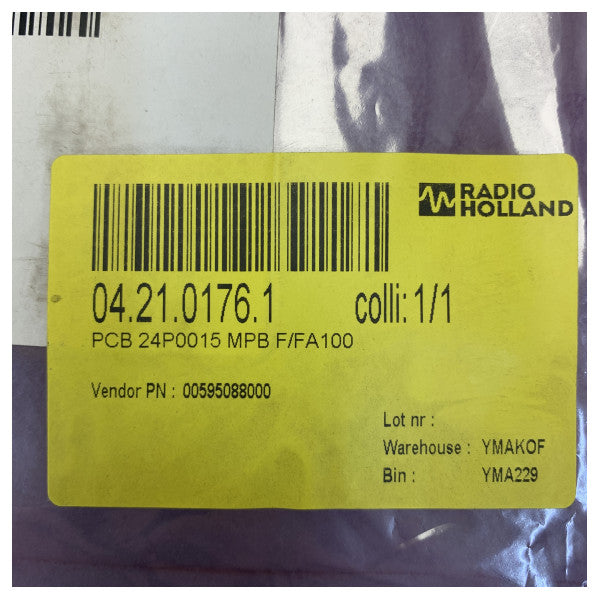 RADIO
HOLLAND
04.21.0176.1 colli: 1/1
PCB 24P0015 MPB F/FA100
Vendor PN : 00595088000
Lot nr :
Warehouse : YMAKOF
Bin : YMA229